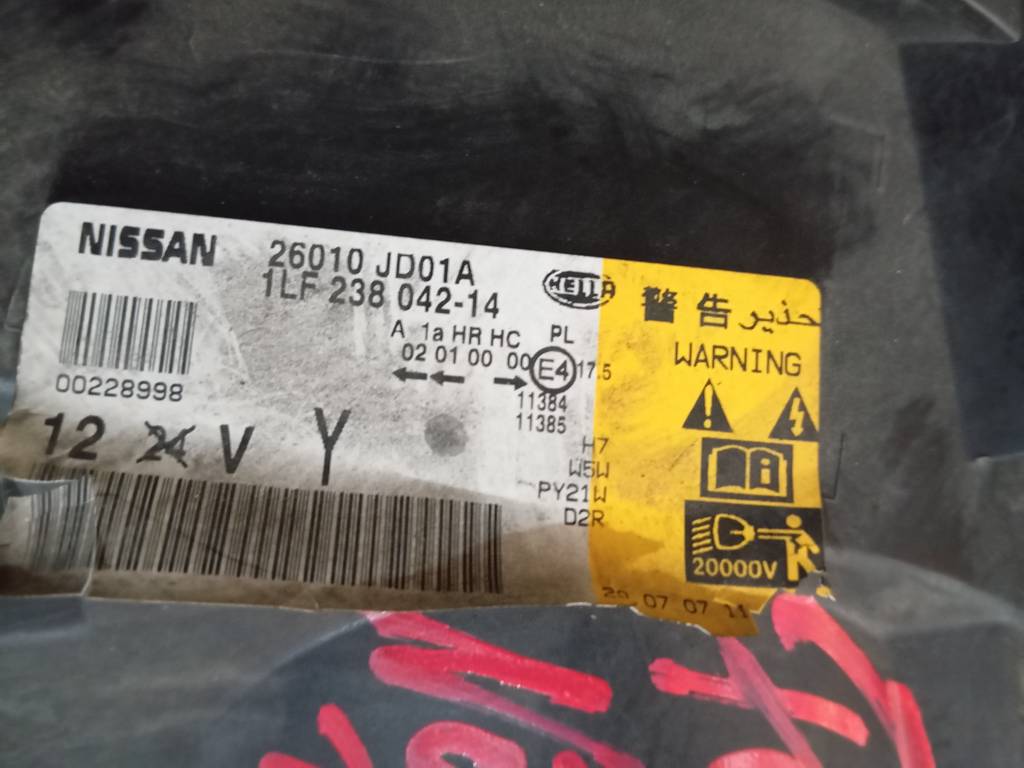 NISSAN 26010 JD01A
1LF 238 042-14
HELLA
00228998
A 1a HR HC PL
02 01 00 00 E4 17.5
11384
11385
12 24 V Y
H7
W5W
PY21W
D2R
警告 تحذير
WARNING
20000V
07 07